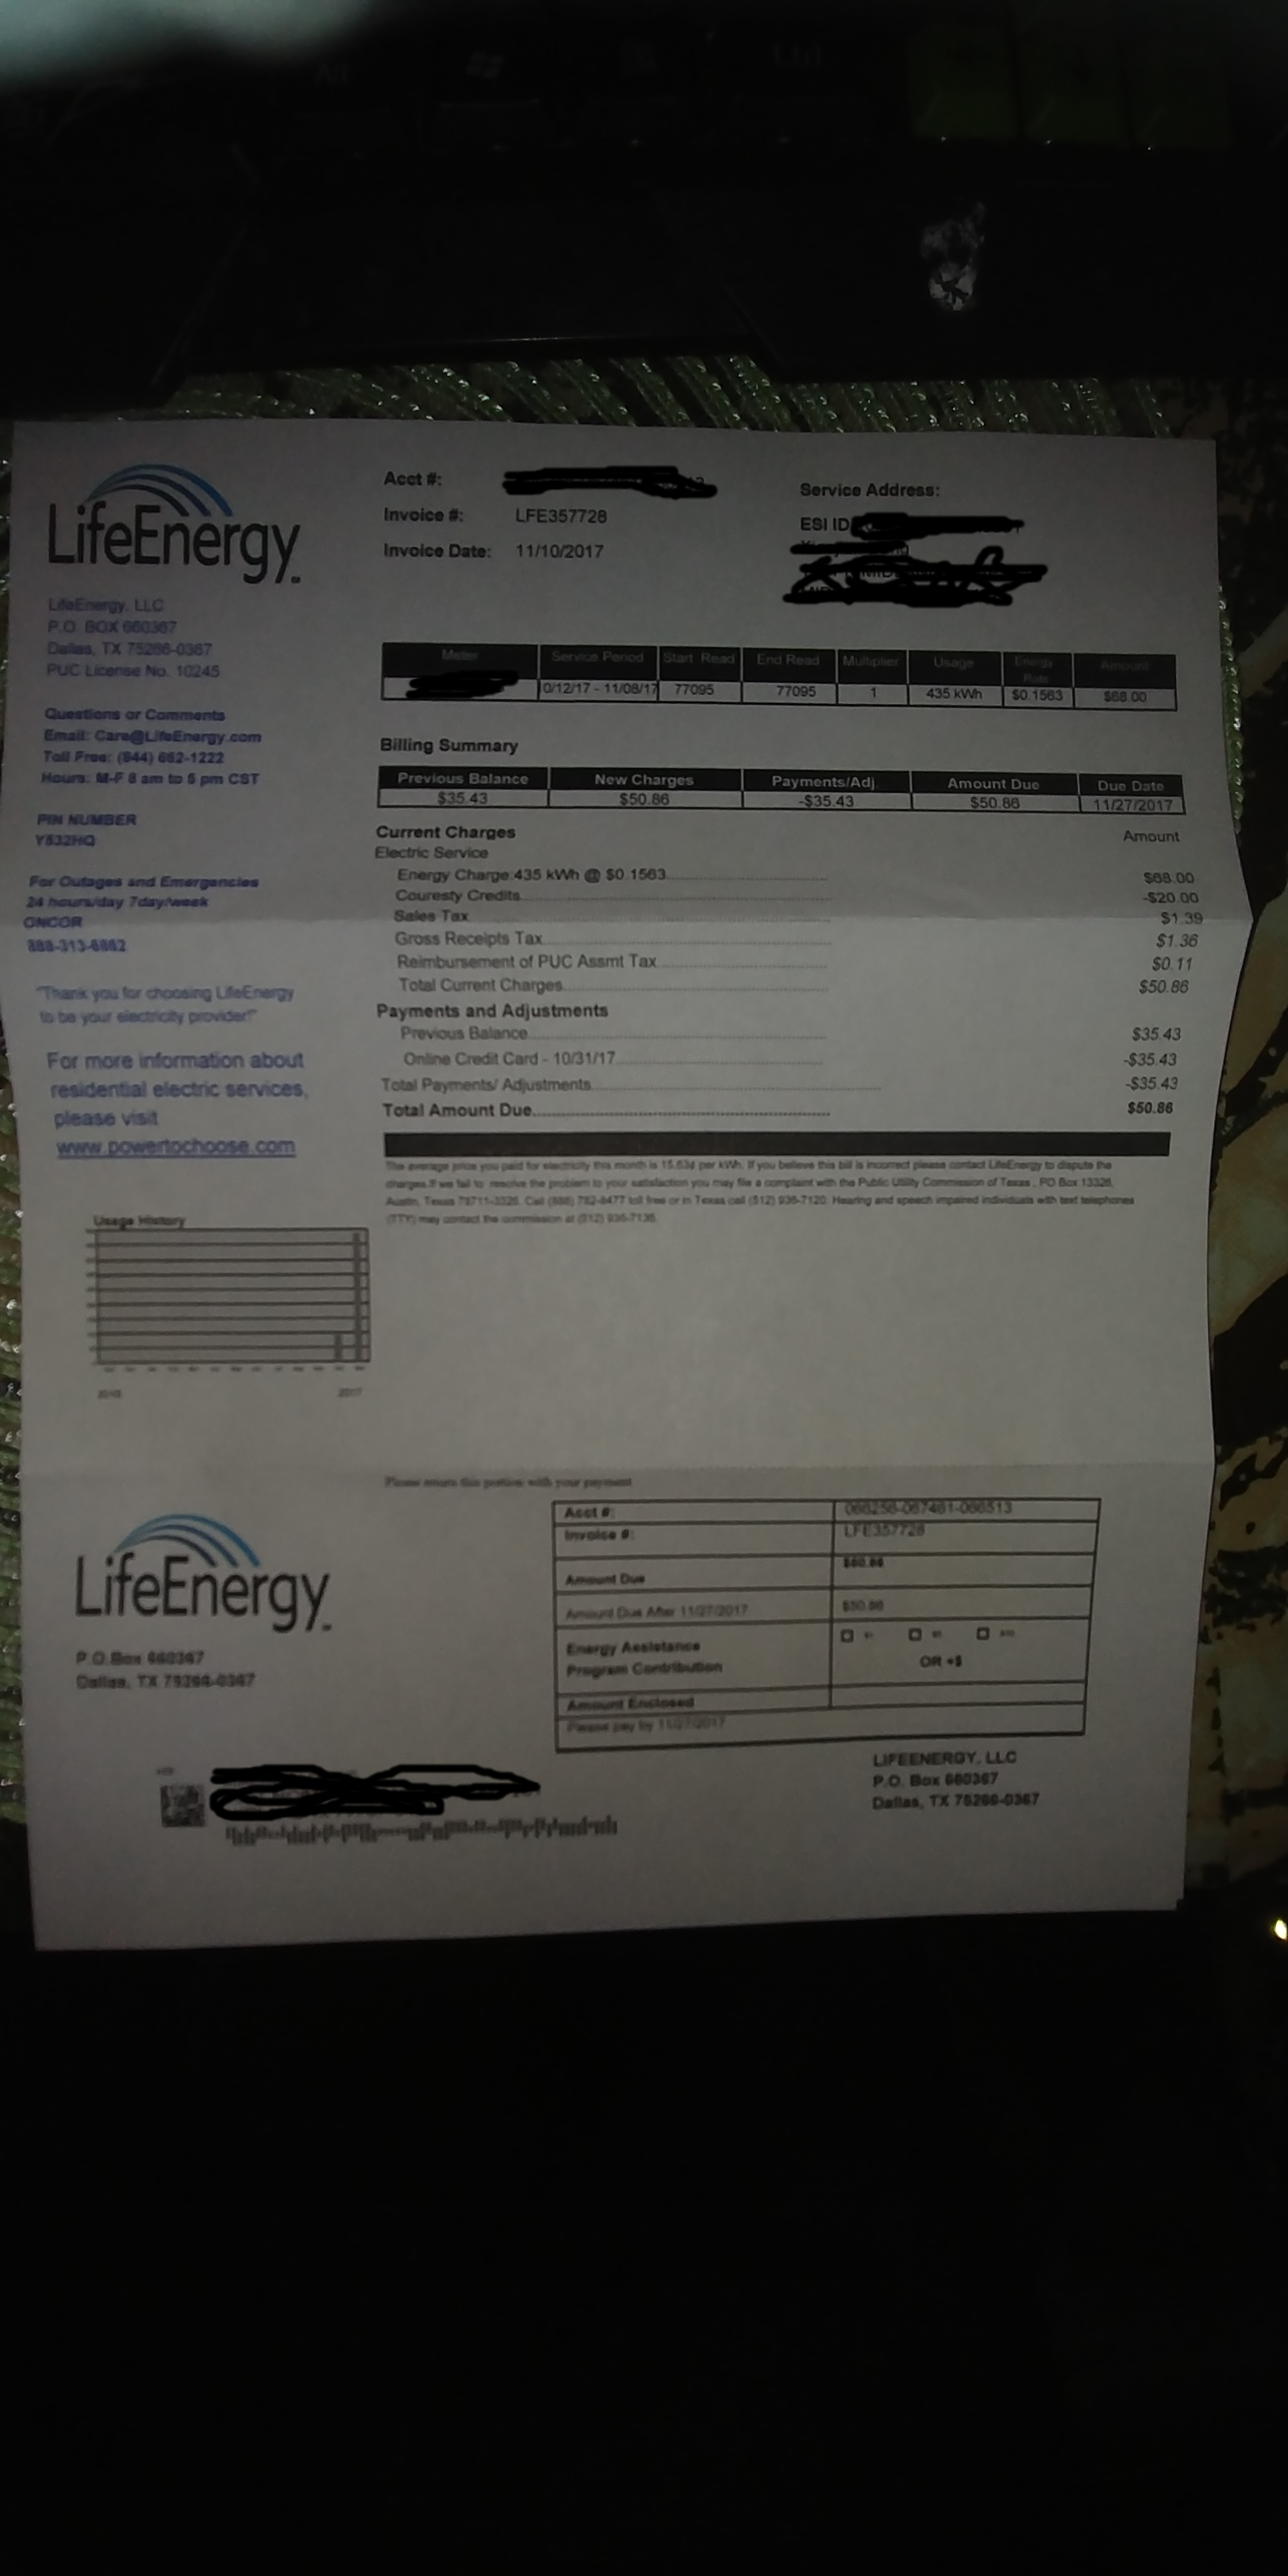 Alt
Ctrl
LifeEnergy.
Acct #:
Invoice #: LFE357728
Invoice Date: 11/10/2017
Service Address:
ESI ID
LifeEnergy, LLC
P.O. BOX 660367
Dallas, TX 75266-0367
PUC License No. 10245
Questions or Comments
Email: Care@LifeEnergy.com
Toll Free: (844) 662-1222
Hours: M-F 8 am to 5 pm CST
PIN NUMBER
Y532HQ
For Outages and Emergencies
24 hours/day 7day/week
ONCOR
888-313-6862
"Thank you for choosing LifeEnergy
to be your electricity provider!"
For more information about
residential electric services,
please visit
www.powertochoose.com
Meter Service Period Start Read End Read Multiplier Usage Energy Rate Amount
0/12/17 - 11/08/17 77095 77095 1 435 kWh $0.1563 $68.00
Billing Summary
Previous Balance New Charges Payments/Adj. Amount Due Due Date
$35.43 $50.86 -$35.43 $50.86 11/27/2017
Current Charges Amount
Electric Service
Energy Charge:435 kWh @ $0.1563 $68.00
Couresty Credits -$20.00
Sales Tax $1.39
Gross Receipts Tax $1.36
Reimbursement of PUC Assmt Tax $0.11
Total Current Charges $50.86
Payments and Adjustments
Previous Balance $35.43
Online Credit Card - 10/31/17 -$35.43
Total Payments/ Adjustments -$35.43
Total Amount Due $50.86
The average price you paid for electricity this month is 15.63¢ per kWh. If you believe this bill is incorrect please contact LifeEnergy to dispute the
charges.If we fail to resolve the problem to your satisfaction you may file a complaint with the Public Utility Commission of Texas , PO Box 13326,
Austin, Texas 78711-3326. Call (888) 782-8477 toll free or in Texas call (512) 936-7120. Hearing and speech impaired individuals with text telephones
(TTY) may contact the commission at (512) 936-7136.
Usage History
2017
Please return this portion with your payment
LifeEnergy.
P.O.Box 660367
Dallas, TX 75266-0367
Acct #:
Invoice #: LFE357728
Amount Due $50.86
Amount Due After 11/27/2017 $50.86
Energy Assistance
Program Contribution
OR +$
Amount Enclosed
Please pay by 11/27/2017
LIFEENERGY, LLC
P.O. Box 660367
Dallas, TX 75266-0367